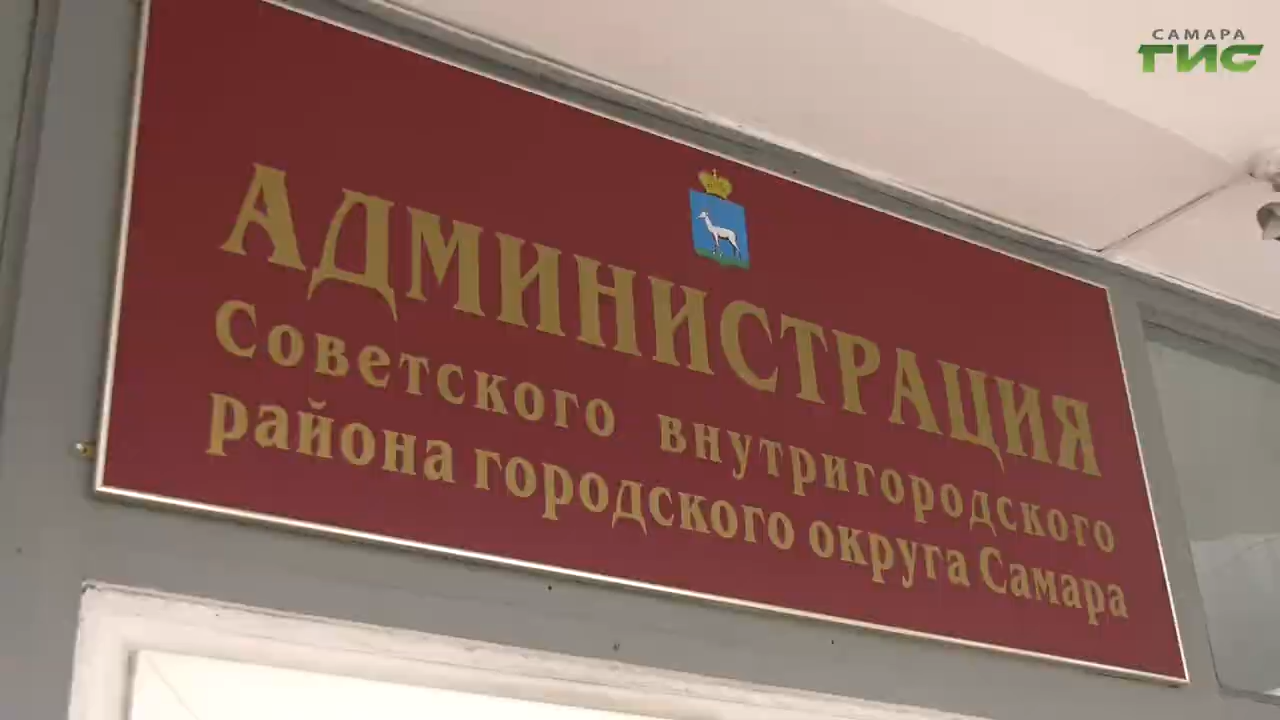 САМАРА
ГИС
АДМИНИСТРАЦИЯ
Советского внутригородского
района городского округа Самара